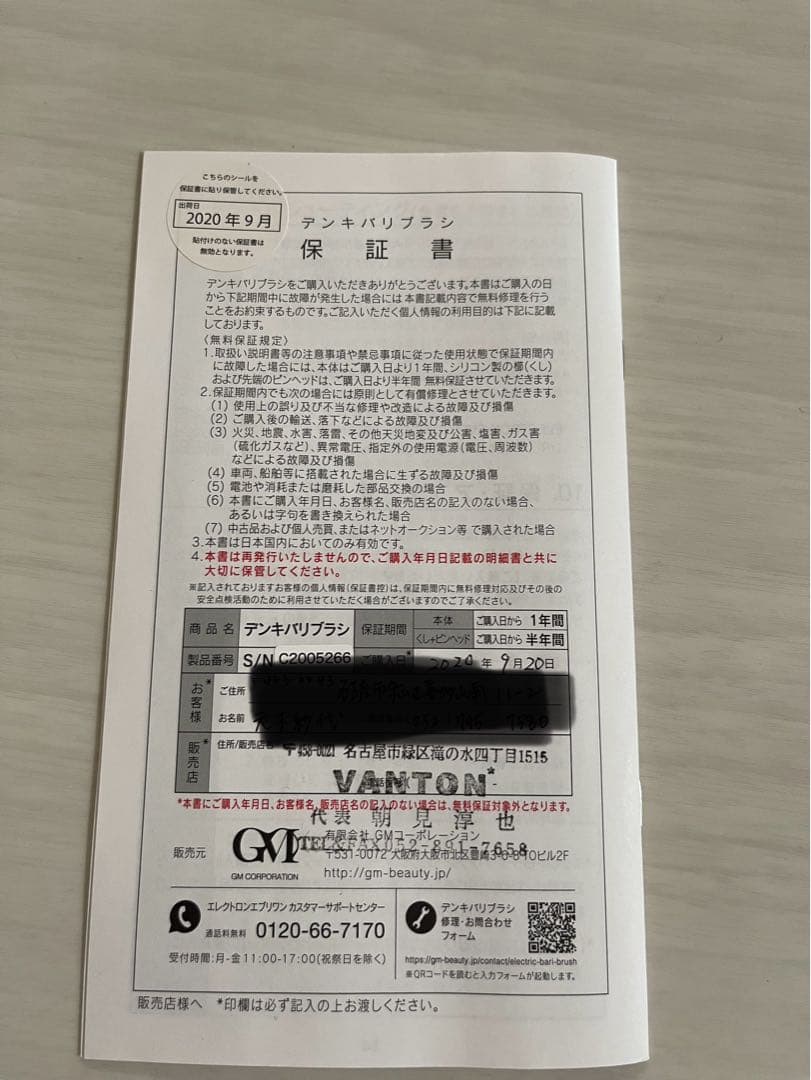 こちらのシールを
保証書に貼り保管してください。
出荷日
2020年9月
貼付けのない保証書は
無効となります。
デンキバリブラシ
保証書
デンキバリブラシをご購入いただきありがとうございます。本書はご購入の日
から下記期間中に故障が発生した場合には本書記載内容で無料修理を行う
ことをお約束するものです。ご記入いただく個人情報の利用目的は下記に記載
しております。
〈無料保証規定〉
1.取扱い説明書等の注意事項や禁忌事項に従った使用状態で保証期間内
に故障した場合には、本体はご購入日より1年間、シリコン製の櫛(くし)
および先端のピンヘッドは、ご購入日より半年間 無料保証させていただきます。
2.保証期間内でも次の場合には原則として有償修理とさせていただきます。
(1) 使用上の誤り及び不当な修理や改造による故障及び損傷
(2) ご購入後の輸送、落下などによる故障及び損傷
(3) 火災、地震、水害、落雷、その他天災地変及び公害、塩害、ガス害
(硫化ガスなど)、異常電圧、指定外の使用電源(電圧、周波数)
などによる故障及び損傷
(4) 車両、船舶等に搭載された場合に生ずる故障及び損傷
(5) 電池や消耗または磨耗した部品交換の場合
(6) 本書にご購入年月日、お客様名、販売店名の記入のない場合、
あるいは字句を書き換えられた場合
(7) 中古品および個人売買、またはネットオークション等 で購入された場合
3.本書は日本国内においてのみ有効です。
4.本書は再発行いたしませんので、ご購入年月日記載の明細書と共に
大切に保管してください。
※記入されておりますお客様の個人情報(保証書控)は、保証期間内に無料修理対応及びその後の
安全点検活動のために利用させていただく場合がございますのでご了承ください。
商品名 デンキバリブラシ 保証期間 本体 ご購入日から 1年間
くし+ピンヘッド ご購入日から 半年間
製品番号 S/N C2005266 ご購入日* 2020年9月20日
お客様* ご住所
お名前
販売店* 住所/販売店名 〒458-0021 名古屋市緑区滝の水四丁目1515
VANTON*
*本書にご購入年月日、お客様名、販売店名の記入のない場合は、無料保証対象外となります。
代表 朝見淳也
販売元 GM CORPORATION 有限会社 GMコーポレーション
TEL&FAX052-891-7658
〒531-0072 大阪府大阪市北区豊崎
http://gm-beauty.jp/
エレクトロンエブリワン カスタマーサポートセンター
通話料無料 0120-66-7170
受付時間:月-金11:00-17:00(祝祭日を除く)
デンキバリブラシ
修理・お問合わせ
フォーム
https://gm-beauty.jp/contact/electric-bari-brush
※QRコードを読むと入力フォームが起動します。
販売店様へ *印欄は必ず記入の上お渡しください。